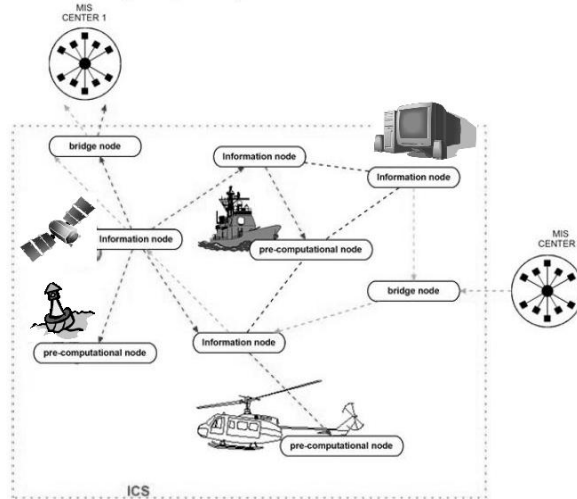 MIS
CENTER 1
bridge node
Information node
Information node
Information node
pre-computational node
MIS
CENTER
bridge node
Information node
pre-computational node
pre-computational node
ICS